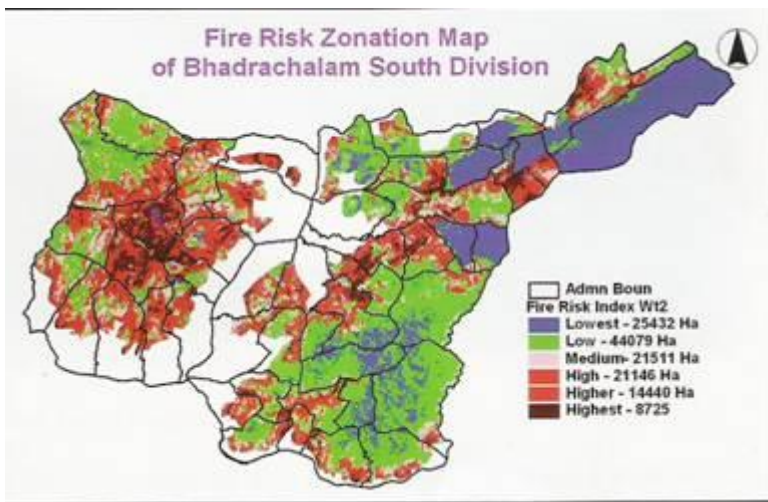 Fire Risk Zonation Map
of Bhadrachalam South Division
Admn Boun
Fire Risk Index Wt2
Lowest - 25432 Ha
Low - 44079 Ha
Medium- 21511 Ha
High - 21146 Ha
Higher - 14440 Ha
Highest - 8725